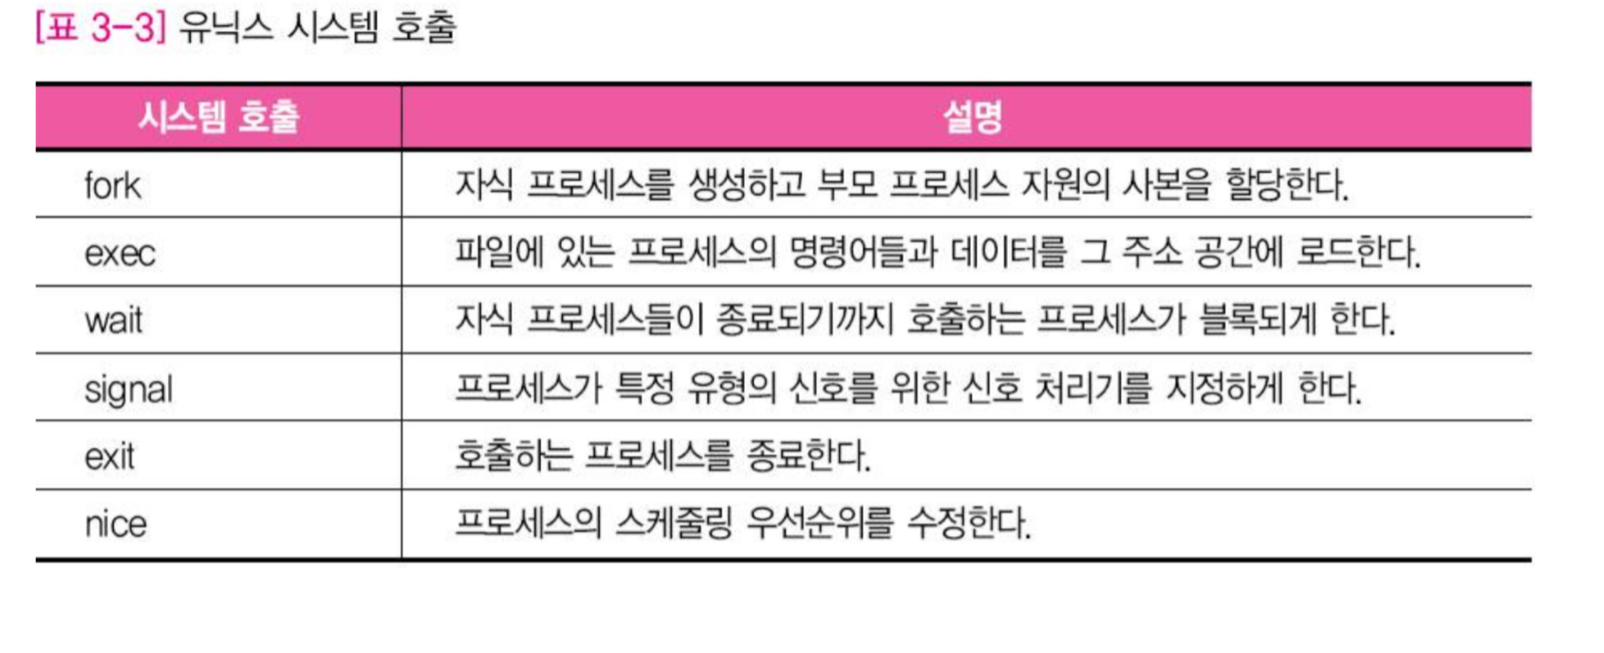 [표 3-3] 유닉스 시스템 호출
시스템 호출 설명
fork 자식 프로세스를 생성하고 부모 프로세스 자원의 사본을 할당한다.
exec 파일에 있는 프로세스의 명령어들과 데이터를 그 주소 공간에 로드한다.
wait 자식 프로세스들이 종료되기까지 호출하는 프로세스가 블록되게 한다.
signal 프로세스가 특정 유형의 신호를 위한 신호 처리기를 지정하게 한다.
exit 호출하는 프로세스를 종료한다.
nice 프로세스의 스케줄링 우선순위를 수정한다.